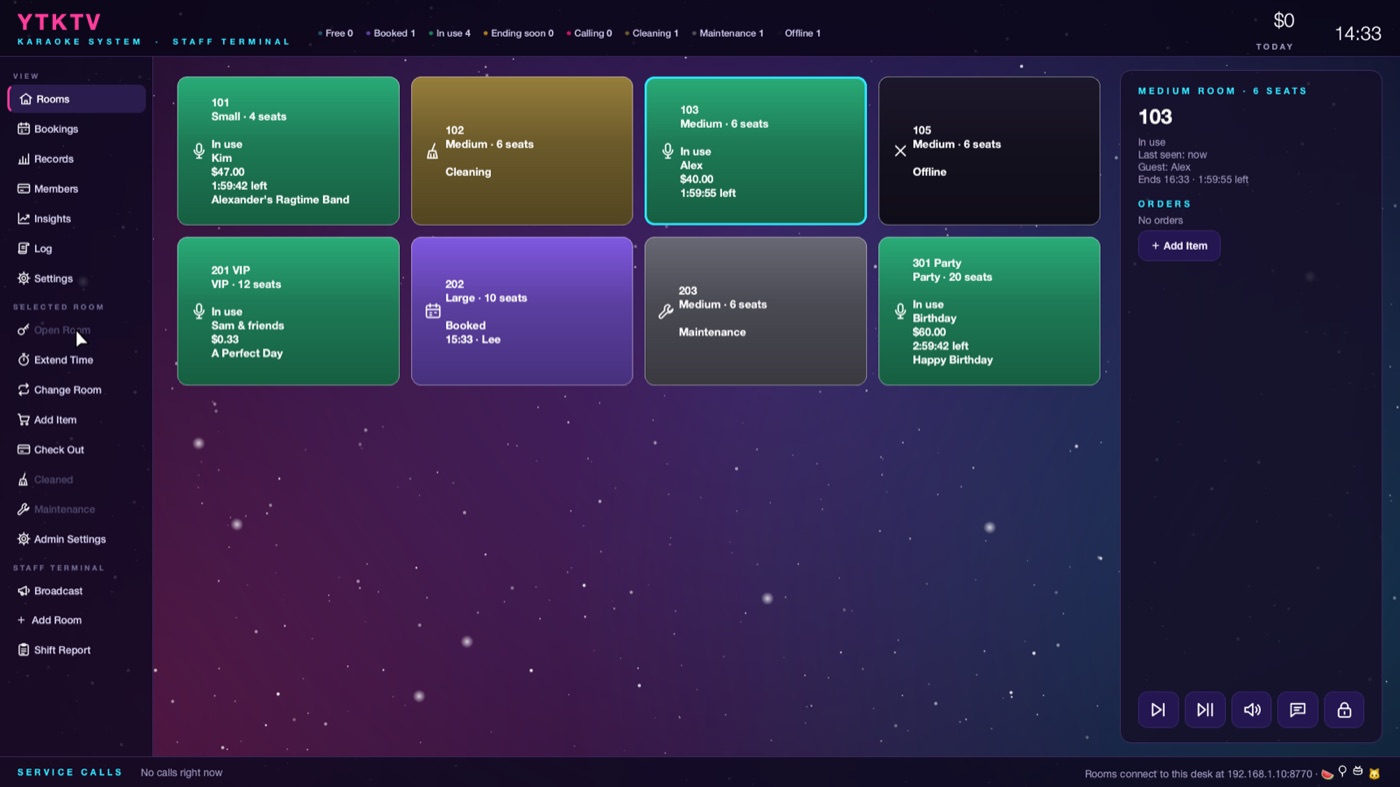 YTKTV
KARAOKE SYSTEM · STAFF TERMINAL
Free 0
Booked 1
In use 4
Ending soon 0
Calling 0
Cleaning 1
Maintenance 1
Offline 1
$0
TODAY
14:33
VIEW
Rooms
Bookings
Records
Members
Insights
Log
Settings
SELECTED ROOM
Open Room
Extend Time
Change Room
Add Item
Check Out
Cleaned
Maintenance
Admin Settings
STAFF TERMINAL
Broadcast
+ Add Room
Shift Report
101
Small · 4 seats
In use
Kim
$47.00
1:59:42 left
Alexander's Ragtime Band
102
Medium · 6 seats
Cleaning
103
Medium · 6 seats
In use
Alex
$40.00
1:59:55 left
105
Medium · 6 seats
Offline
201 VIP
VIP · 12 seats
In use
Sam & friends
$0.33
A Perfect Day
202
Large · 10 seats
Booked
15:33 · Lee
203
Medium · 6 seats
Maintenance
301 Party
Party · 20 seats
In use
Birthday
$60.00
2:59:42 left
Happy Birthday
MEDIUM ROOM · 6 SEATS
103
In use
Last seen: now
Guest: Alex
Ends 16:33 · 1:59:55 left
ORDERS
No orders
+ Add Item
SERVICE CALLS
No calls right now
Rooms connect to this desk at 192.168.1.10:8770 ·